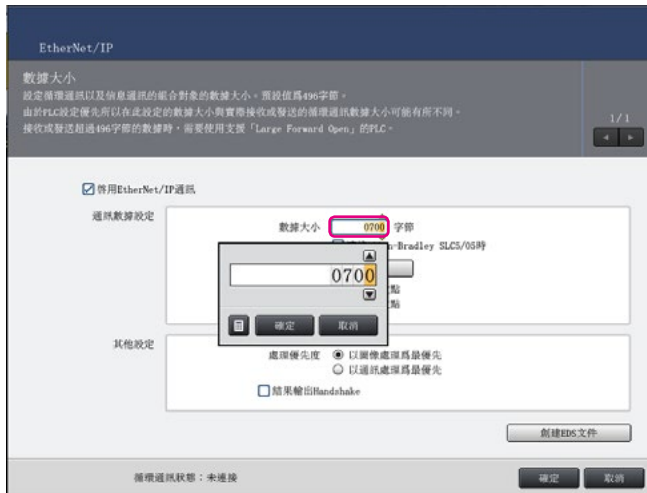 EtherNet/IP
數據大小
設定循環通訊以及信息通訊的組合對象的數據大小。預設值爲496字節。
由於PLC設定優先所以在此設定的數據大小與實際接收或發送的循環通訊數據大小可能有所不同。
接收或發送超過496字節的數據時,需要使用支援「Large Forward Open」的PLC。
1/1
啓用EtherNet/IP通訊
通訊數據設定
數據大小 0700 字節
n-Bradley SLC5/05時
0700
點
點
確定 取消
其他設定
處理優先度 以圖像處理爲最優先
以通訊處理爲最優先
結果輸出Handshake
創建EDS文件
循環通訊狀態:未連接
確定 取消